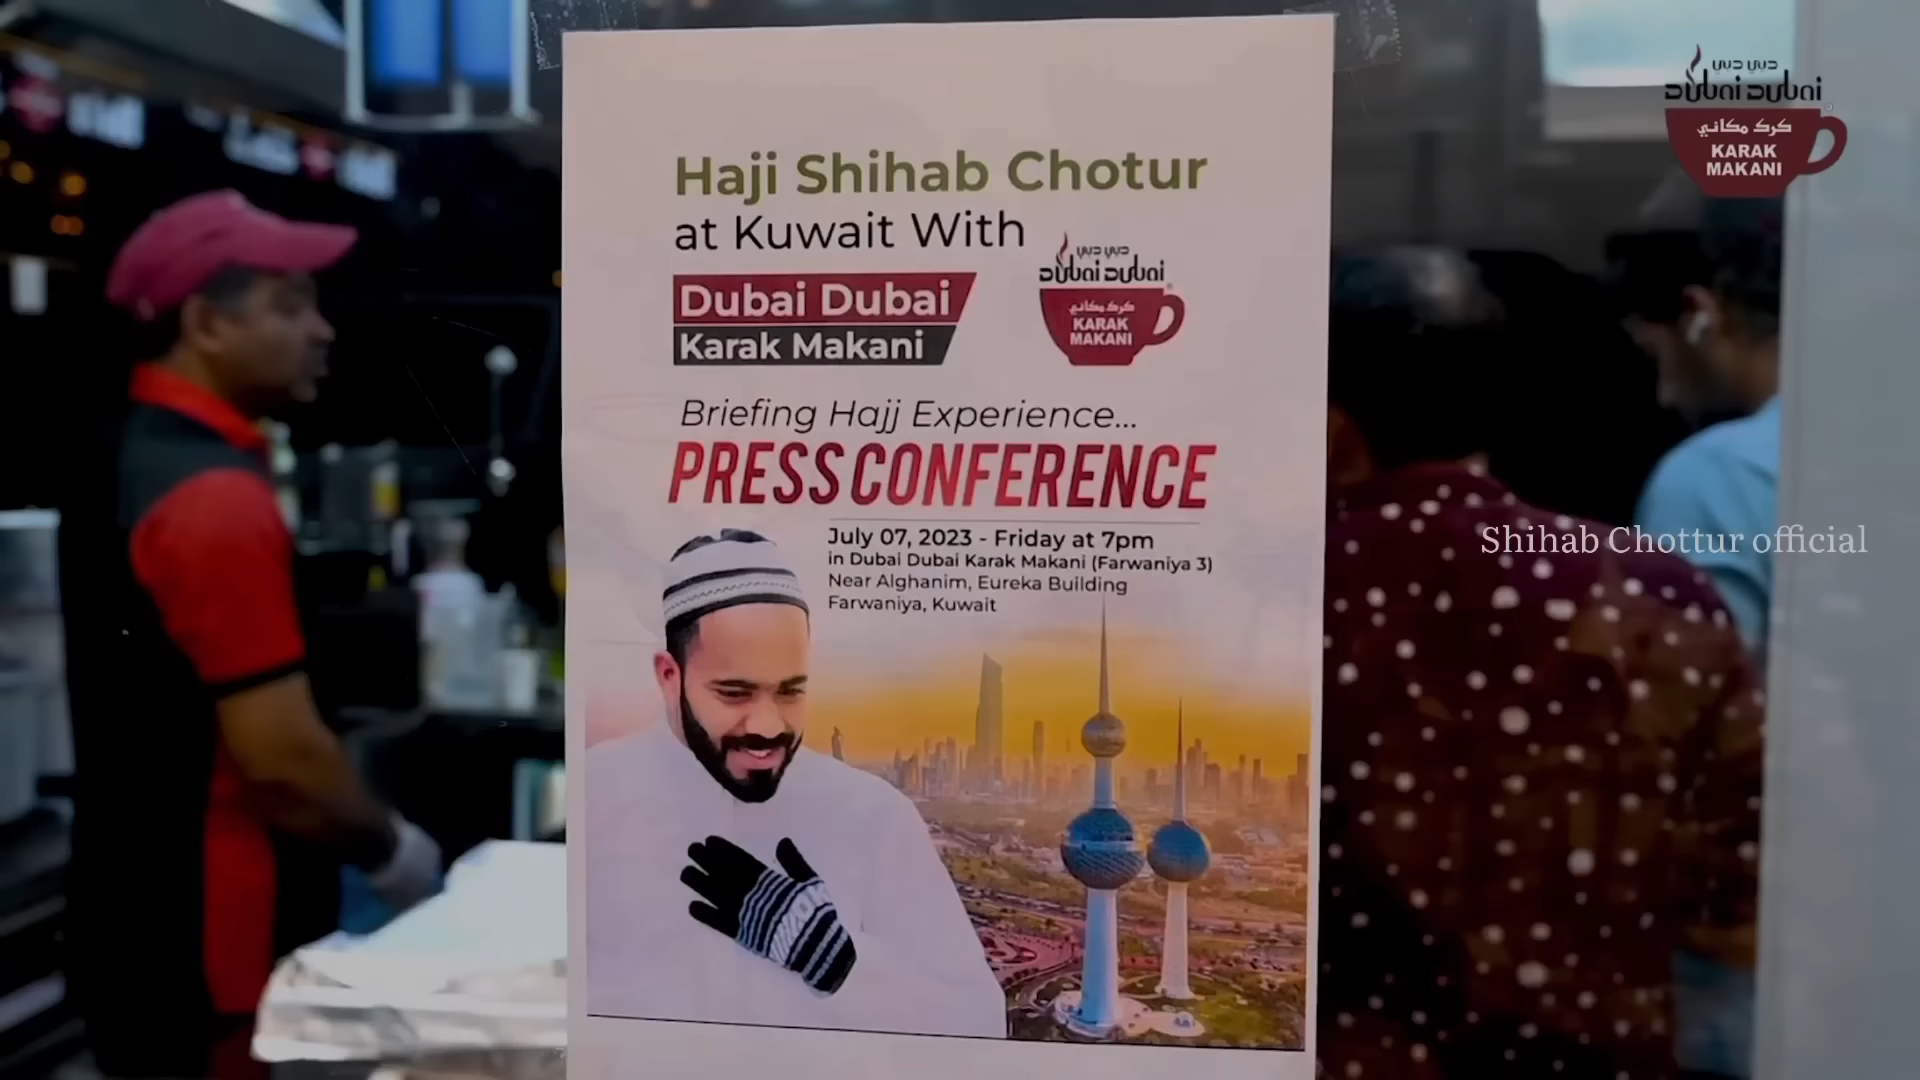 Haji Shihab Chotur
at Kuwait With
دبي دبي
Dubai Dubai
كرك مكاني
KARAK
MAKANI
Dubai Dubai
Karak Makani
Briefing Hajj Experience...
PRESS CONFERENCE
July 07, 2023 - Friday at 7pm
in Dubai Dubai Karak Makani (Farwaniya 3)
Near Alghanim, Eureka Building
Farwaniya, Kuwait
دبي دبي
Dubai Dubai
كرك مكاني
KARAK
MAKANI
Shihab Chottur official